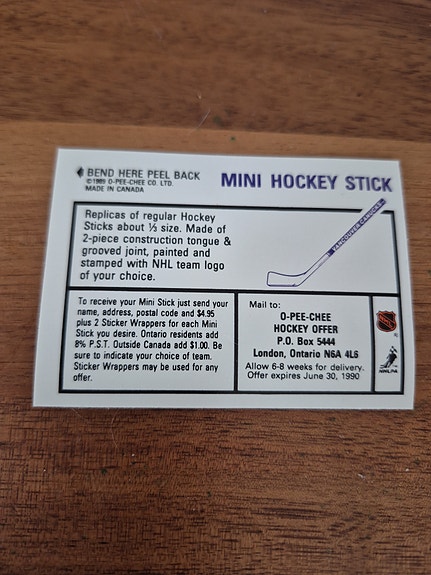 BEND HERE PEEL BACK
© 1989 O-PEE-CHEE CO. LTD.
MADE IN CANADA
MINI HOCKEY STICK
Replicas of regular Hockey
Sticks about ⅓ size. Made of
2-piece construction tongue &
grooved joint, painted and
stamped with NHL team logo
of your choice.
VANCOUVER CANUCKS
To receive your Mini Stick just send your
name, address, postal code and $4.95
plus 2 Sticker Wrappers for each Mini
Stick you desire. Ontario residents add
8% P.S.T. Outside Canada add $1.00. Be
sure to indicate your choice of team.
Sticker Wrappers may be used for any
offer.
Mail to:
O-PEE-CHEE
HOCKEY OFFER
P.O. Box 5444
London, Ontario N6A 4L6
Allow 6-8 weeks for delivery.
Offer expires June 30, 1990
NHLPA